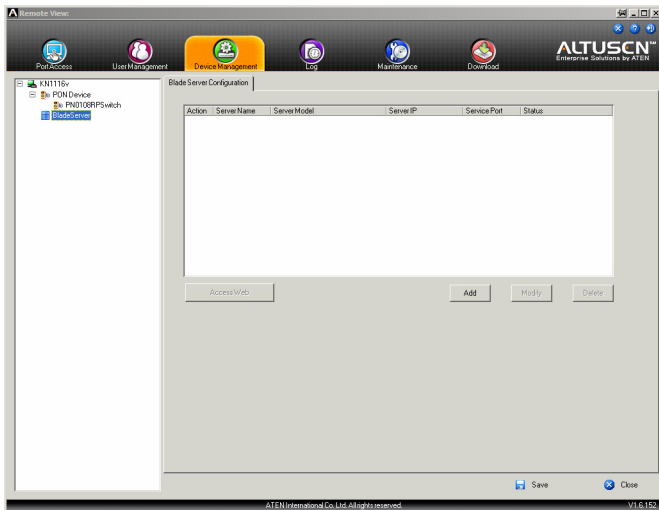 Remote View:
ALTUSEN™
Enterprise Solutions by ATEN
Port Access User Management Device Management Log Maintenance Download
KN1116v
PON Device
PN0108RPSwitch
BladeServer
Blade Server Configuration
Action Server Name Server Model Server IP Service Port Status
Access Web Add Modify Delete
Save Close
ATEN International Co. Ltd. All rights reserved. V1.6.152